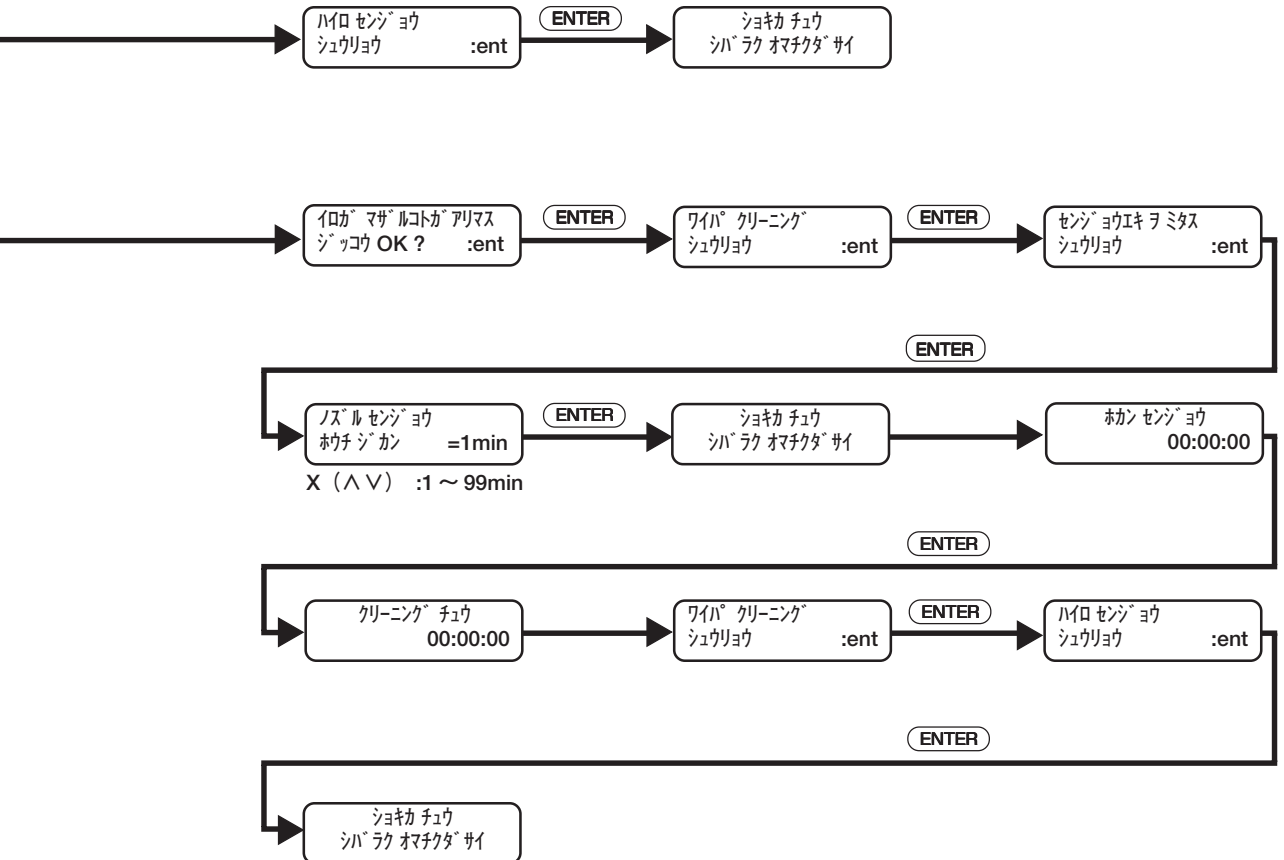 ﾊｲﾛ ｾﾝｼﾞｮｳ
ｼｭｳﾘｮｳ :ent
ENTER
ｼｮｷｶ ﾁｭｳ
ｼﾊﾞﾗｸ ｵﾏﾁｸﾀﾞｻｲ
ｲﾛｶﾞ ﾏｻﾞﾙｺﾄｶﾞ ｱﾘﾏｽ
ｼﾞｯｺｳ OK ? :ent
ENTER
ﾜｲﾊﾟ ｸﾘｰﾆﾝｸﾞ
ｼｭｳﾘｮｳ :ent
ENTER
ｾﾝｼﾞｮｳｴｷ ｦ ﾐﾀｽ
ｼｭｳﾘｮｳ :ent
ENTER
ﾉｽﾞﾙ ｾﾝｼﾞｮｳ
ﾎｳﾁ ｼﾞｶﾝ =1min
X（∧∨） :1 ～ 99min
ENTER
ｼｮｷｶ ﾁｭｳ
ｼﾊﾞﾗｸ ｵﾏﾁｸﾀﾞｻｲ
ﾎｶﾝ ｾﾝｼﾞｮｳ
00:00:00
ENTER
ｸﾘｰﾆﾝｸﾞ ﾁｭｳ
00:00:00
ﾜｲﾊﾟ ｸﾘｰﾆﾝｸﾞ
ｼｭｳﾘｮｳ :ent
ENTER
ﾊｲﾛ ｾﾝｼﾞｮｳ
ｼｭｳﾘｮｳ :ent
ENTER
ｼｮｷｶ ﾁｭｳ
ｼﾊﾞﾗｸ ｵﾏﾁｸﾀﾞｻｲ